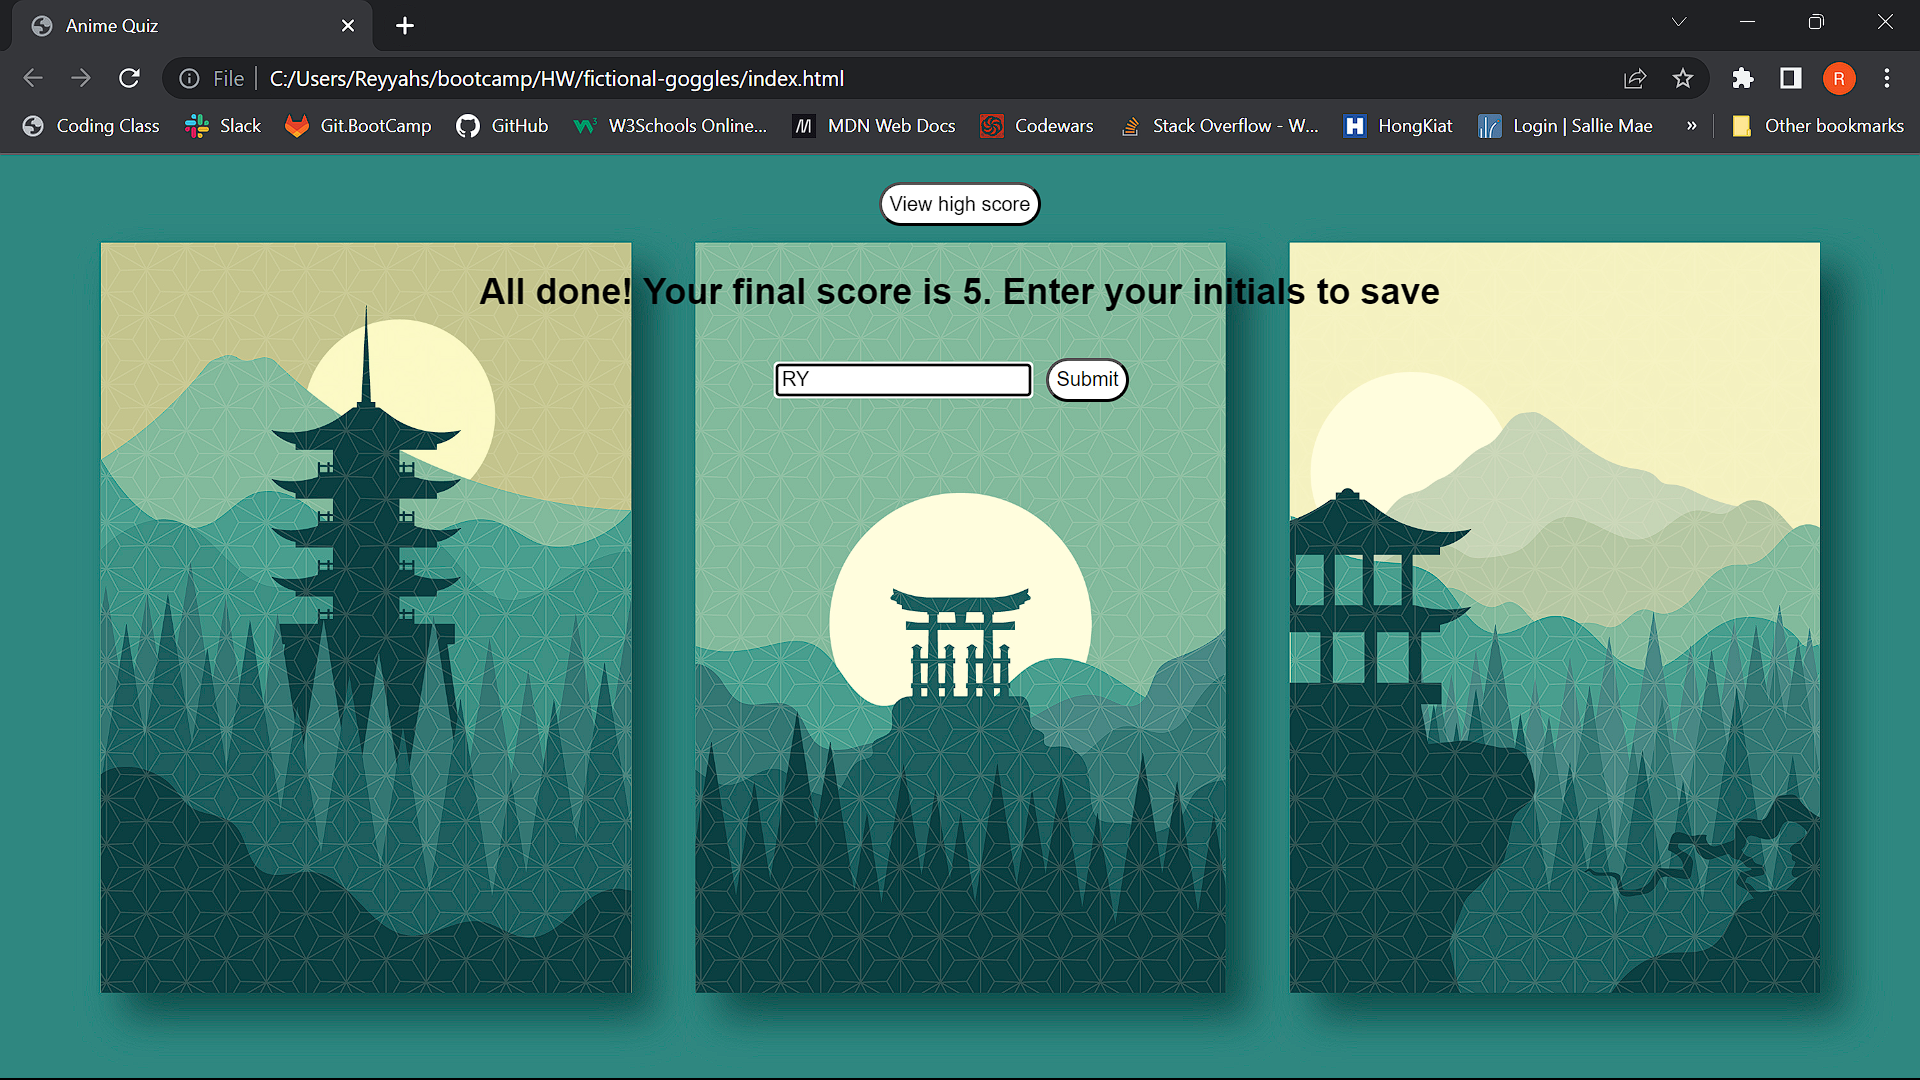 Anime Quiz
File
C:/Users/Reyyahs/bootcamp/HW/fictional-goggles/index.html
R
Coding Class
Slack
Git.BootCamp
GitHub
W3Schools Online...
MDN Web Docs
Codewars
Stack Overflow - W...
HongKiat
Login | Sallie Mae
»
Other bookmarks
View high score
All done! Your final score is 5. Enter your initials to save
RY
Submit